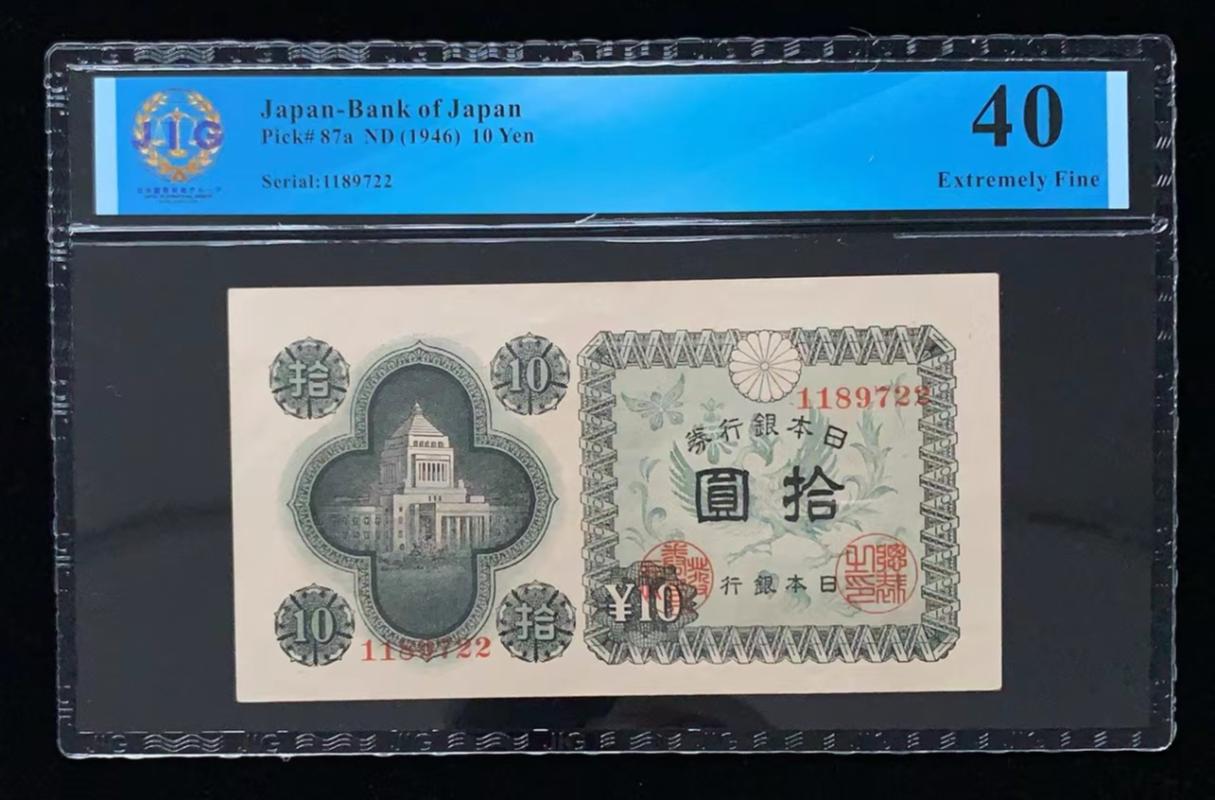 JIG
Japan-Bank of Japan
Pick# 87a ND (1946) 10 Yen
Serial:1189722
40
Extremely Fine
拾
10
1189722
券行銀本日
圓拾
¥10
行銀本日
10
拾
1189722